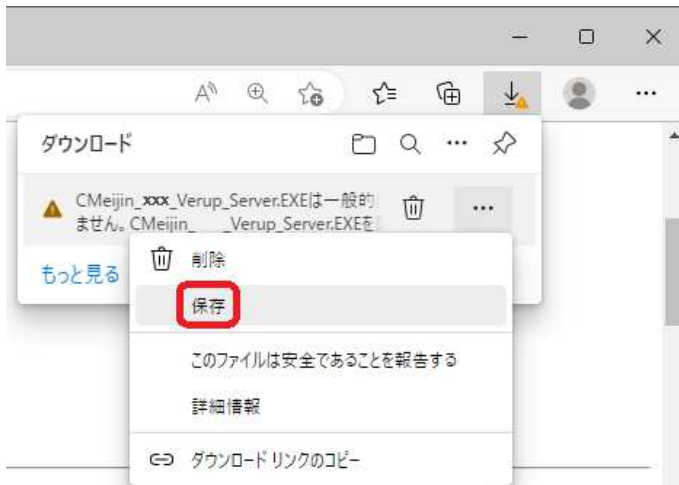 ダウンロード
CMeijin_xxx_Verup_Server.EXEは一般的
ません。CMeijin_ _Verup_Server.EXEを
もっと見る
削除
保存
このファイルは安全であることを報告する
詳細情報
ダウンロード リンクのコピー